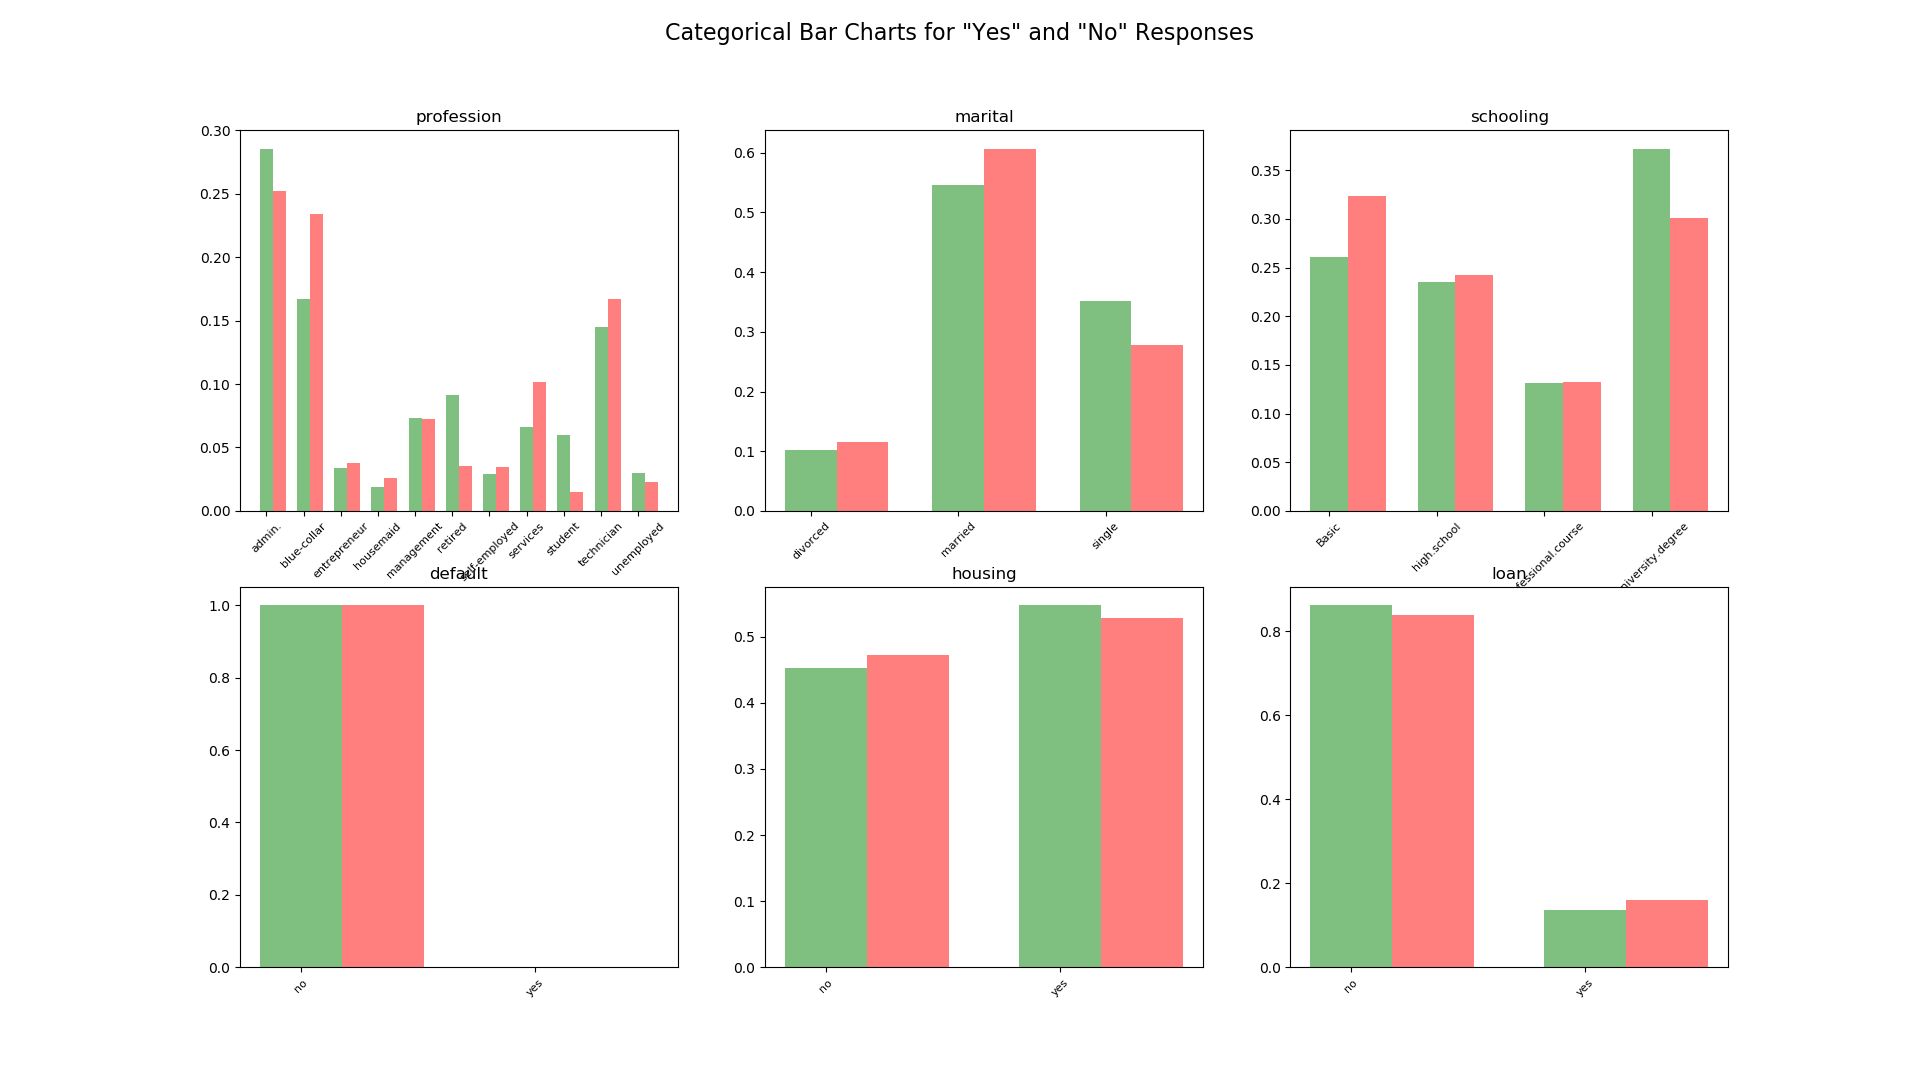 Categorical Bar Charts for "Yes" and "No" Responses
profession
0.30
0.25
0.20
0.15
0.10
0.05
0.00
admin.
blue-collar
entrepreneur
housemaid
management
retired
self-employed
services
student
technician
unemployed
marital
0.6
0.5
0.4
0.3
0.2
0.1
0.0
divorced
married
single
schooling
0.35
0.30
0.25
0.20
0.15
0.10
0.05
0.00
Basic
high.school
fessional.course
niversity.degree
default
1.0
0.8
0.6
0.4
0.2
0.0
no
yes
housing
0.5
0.4
0.3
0.2
0.1
0.0
no
yes
loan
0.8
0.6
0.4
0.2
0.0
no
yes